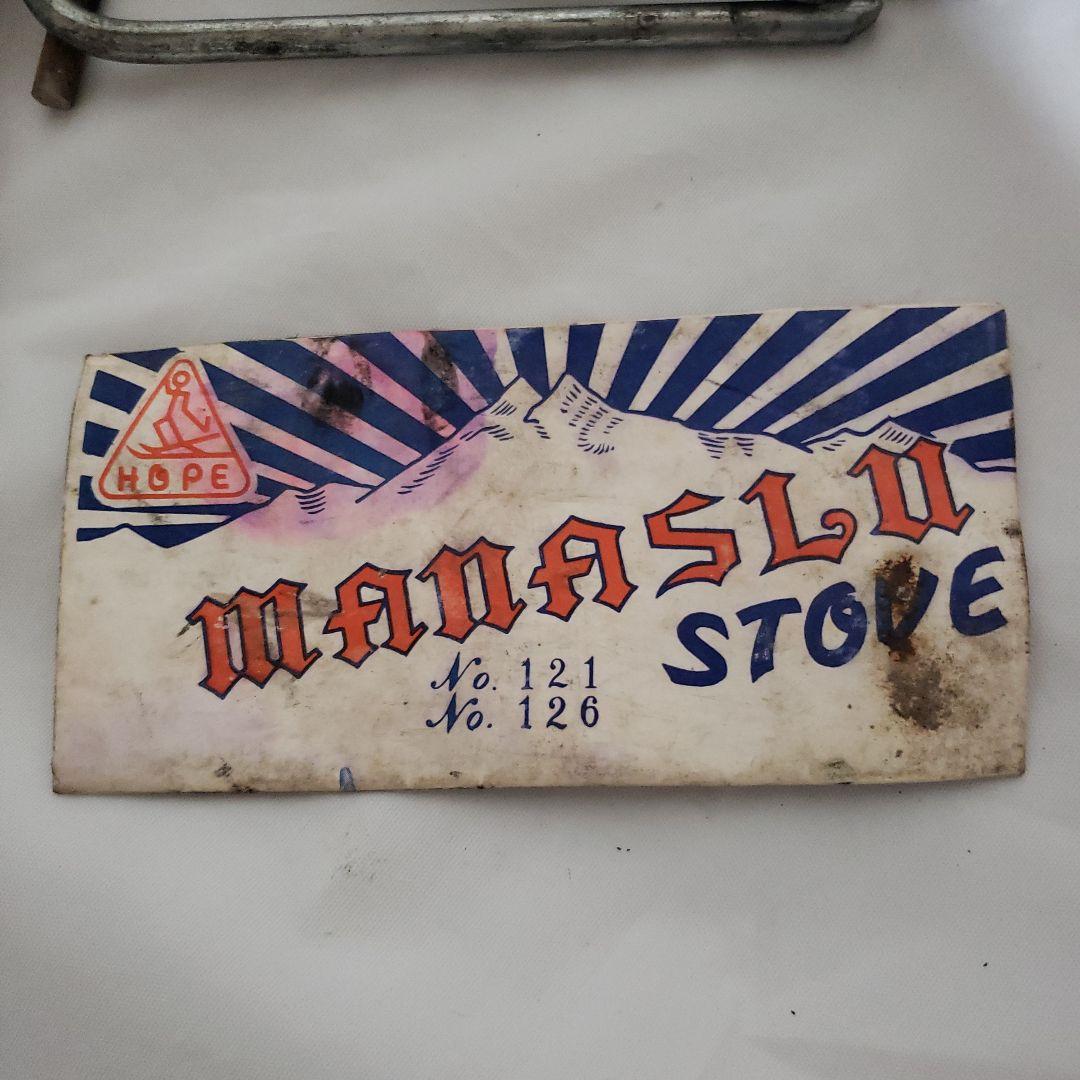 HOPE
MANASLU
STOVE
No. 121
No. 126